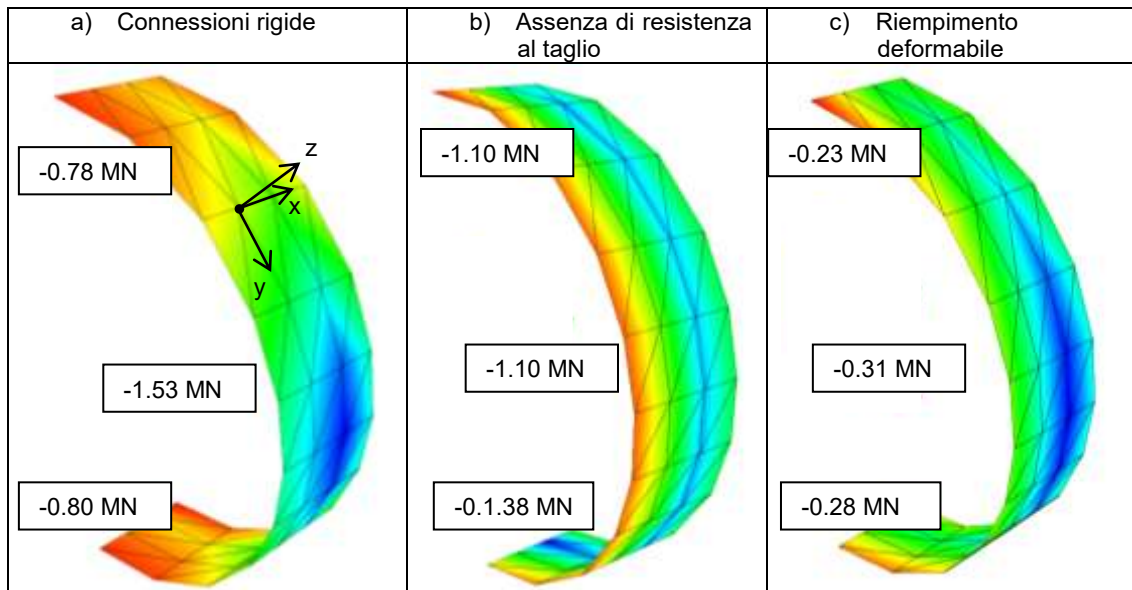 a) Connessioni rigide
b) Assenza di resistenza
al taglio
c) Riempimento
deformabile
-0.78 MN
z
x
y
-1.53 MN
-0.80 MN
-1.10 MN
-1.10 MN
-0.1.38 MN
-0.23 MN
-0.31 MN
-0.28 MN